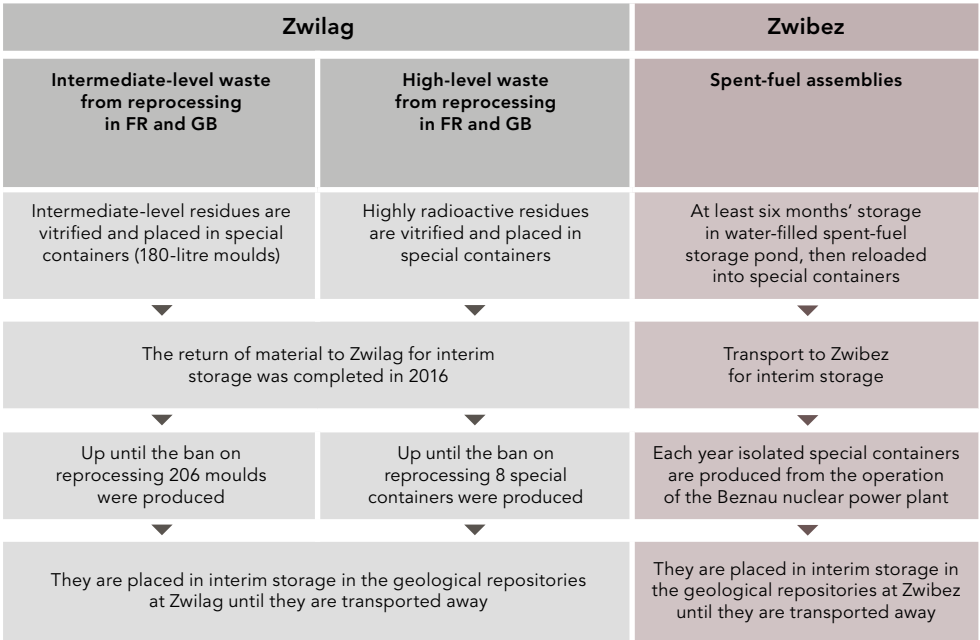 Zwilag
Zwibez
Intermediate-level waste
from reprocessing
in FR and GB
High-level waste
from reprocessing
in FR and GB
Spent-fuel assemblies
Intermediate-level residues are
vitrified and placed in special
containers (180-litre moulds)
Highly radioactive residues
are vitrified and placed in
special containers
At least six months’ storage
in water-filled spent-fuel
storage pond, then reloaded
into special containers
The return of material to Zwilag for interim
storage was completed in 2016
Transport to Zwibez
for interim storage
Up until the ban on
reprocessing 206 moulds
were produced
Up until the ban on
reprocessing 8 special
containers were produced
Each year isolated special containers
are produced from the operation
of the Beznau nuclear power plant
They are placed in interim storage in the geological repositories
at Zwilag until they are transported away
They are placed in interim storage in
the geological repositories at Zwibez
until they are transported away